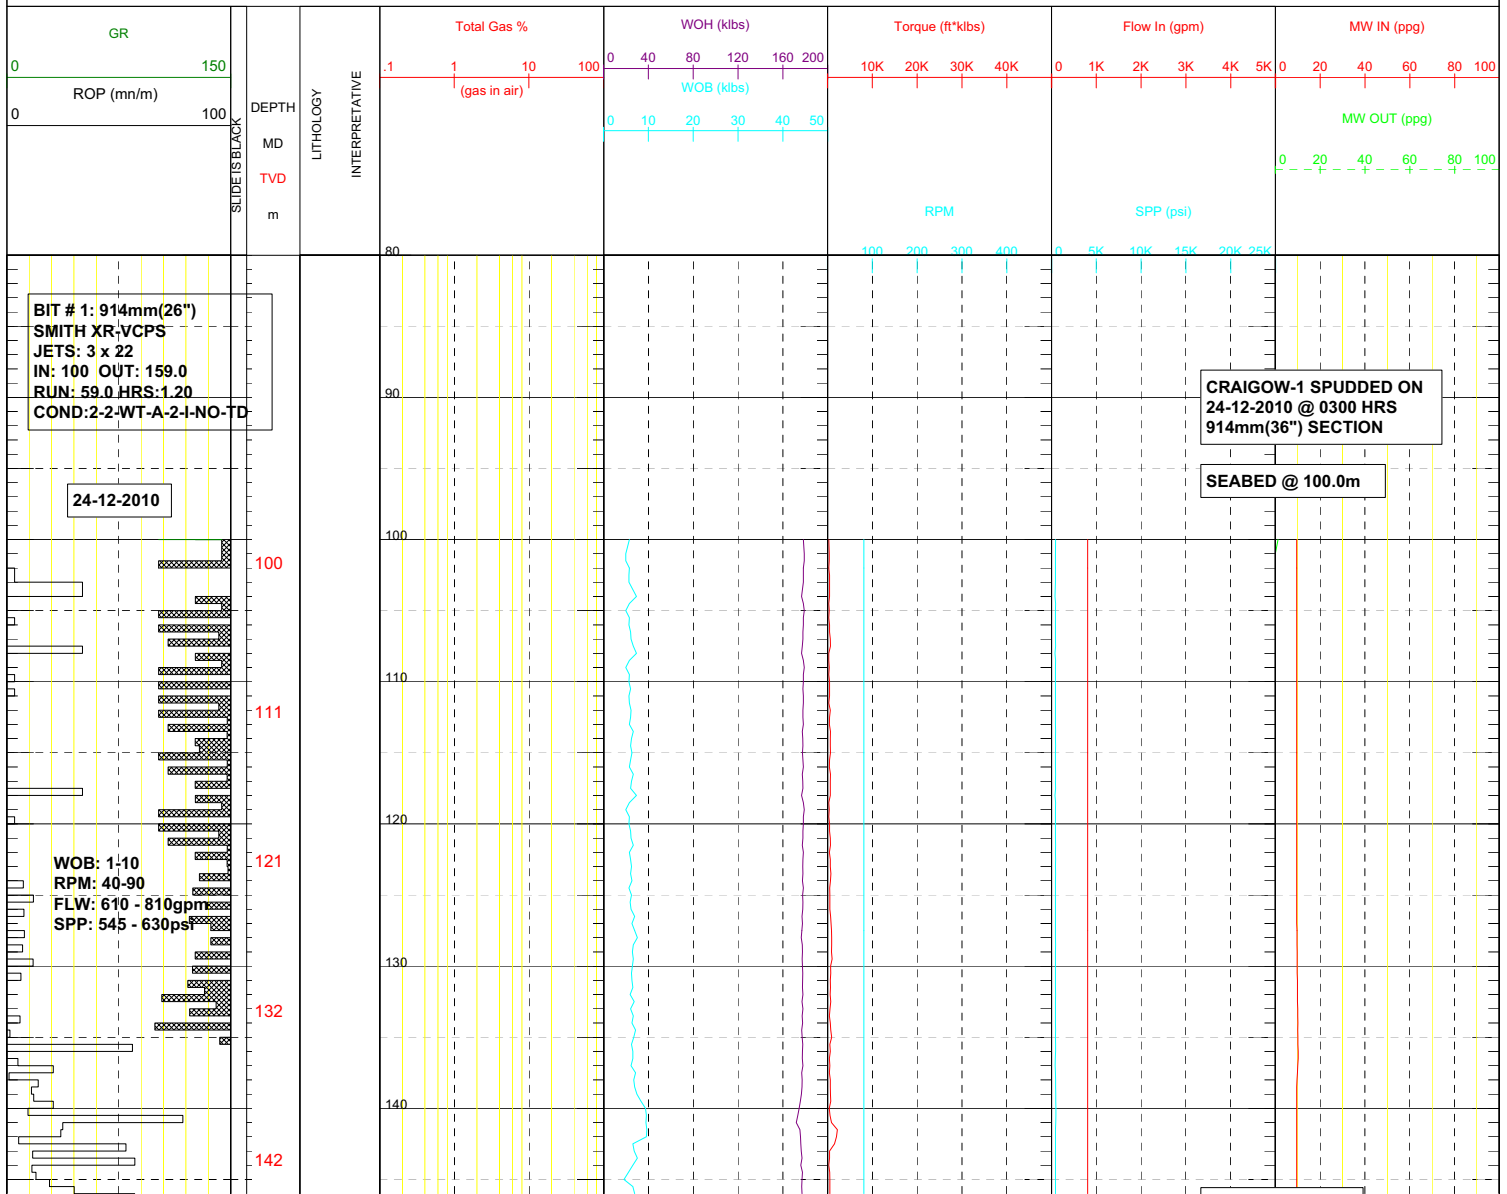 GR
0 150
ROP (mn/m)
0 100
SLIDE IS BLACK
DEPTH
MD
TVD
m
LITHOLOGY
INTERPRETATIVE
Total Gas %
.1 1 10 100
(gas in air)
WOH (klbs)
0 40 80 120 160 200
WOB (klbs)
0 10 20 30 40 50
Torque (ft*klbs)
10K 20K 30K 40K
RPM
100 200 300 400
Flow In (gpm)
0 1K 2K 3K 4K 5K
SPP (psi)
0 5K 10K 15K 20K 25K
MW IN (ppg)
0 20 40 60 80 100
MW OUT (ppg)
0 20 40 60 80 100
80
BIT # 1: 914mm(26")
SMITH XR-VCPS
JETS: 3 x 22
IN: 100 OUT: 159.0
RUN: 59.0 HRS:1.20
COND:2-2-WT-A-2-I-NO-TD
90
CRAIGOW-1 SPUDDED ON
24-12-2010 @ 0300 HRS
914mm(36") SECTION
SEABED @ 100.0m
24-12-2010
100
100
110
111
120
121
WOB: 1-10
RPM: 40-90
FLW: 610 - 810gpm
SPP: 545 - 630psi
130
132
140
142